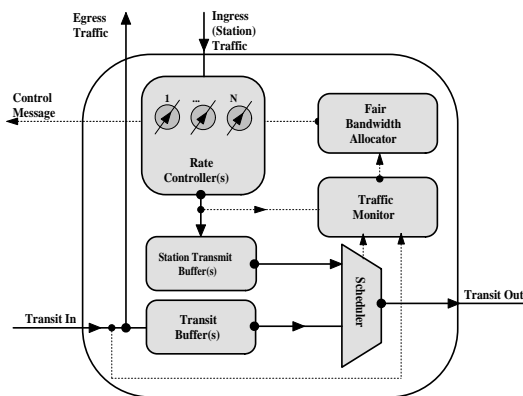 Egress
Traffic
Ingress
(Station)
Traffic
Control
Message
1
...
N
Rate
Controller(s)
Fair
Bandwidth
Allocator
Traffic
Monitor
Station Transmit
Buffer(s)
Scheduler
Transit Out
Transit In
Transit
Buffer(s)